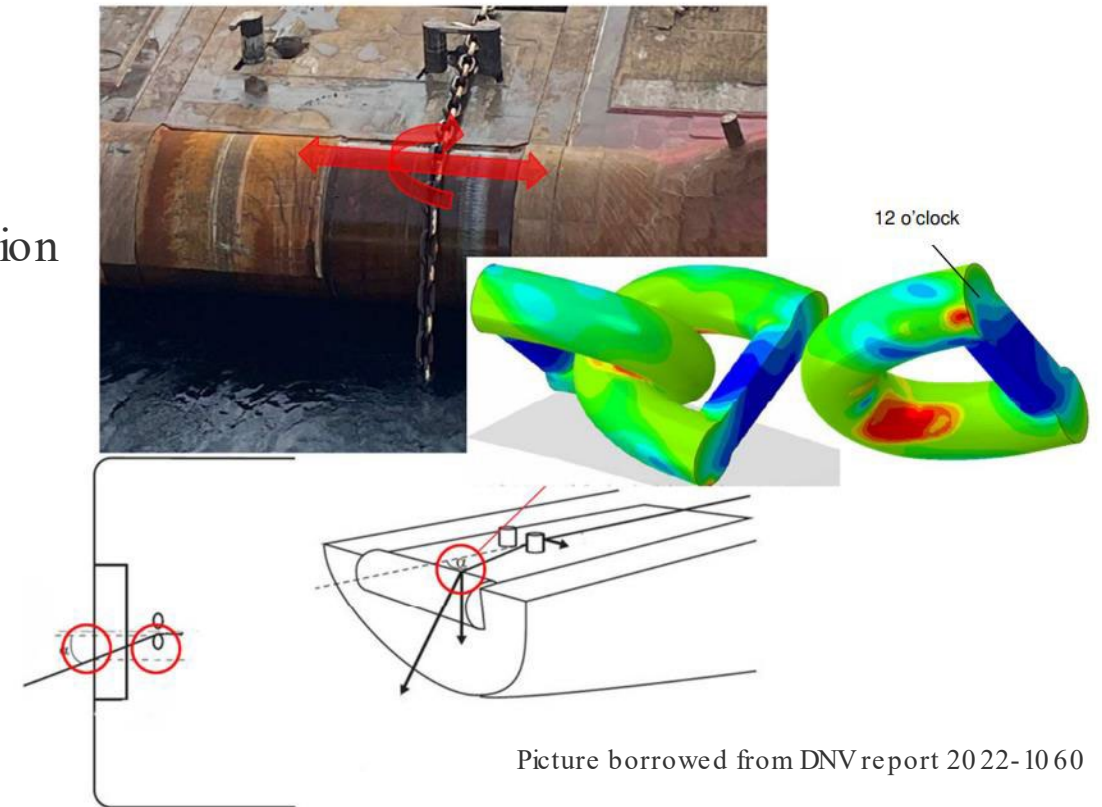 ion
12 o'clock
α
α
Picture borrowed from DNV report 2022-1060